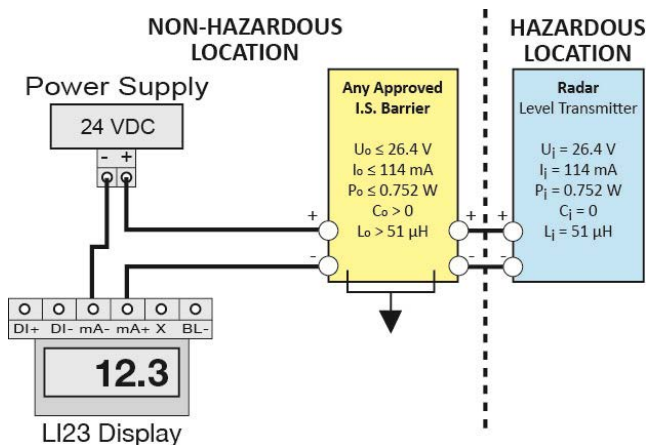 NON-HAZARDOUS
LOCATION
HAZARDOUS
LOCATION
Power Supply
24 VDC
- +
Any Approved
I.S. Barrier
Uo ≤ 26.4 V
Io ≤ 114 mA
Po ≤ 0.752 W
Co > 0
Lo > 51 µH
Radar
Level Transmitter
Ui = 26.4 V
Ii = 114 mA
Pi = 0.752 W
Ci = 0
Li = 51 µH
+ + +
- - -
DI+ DI- mA- mA+ X BL-
12.3
LI23 Display